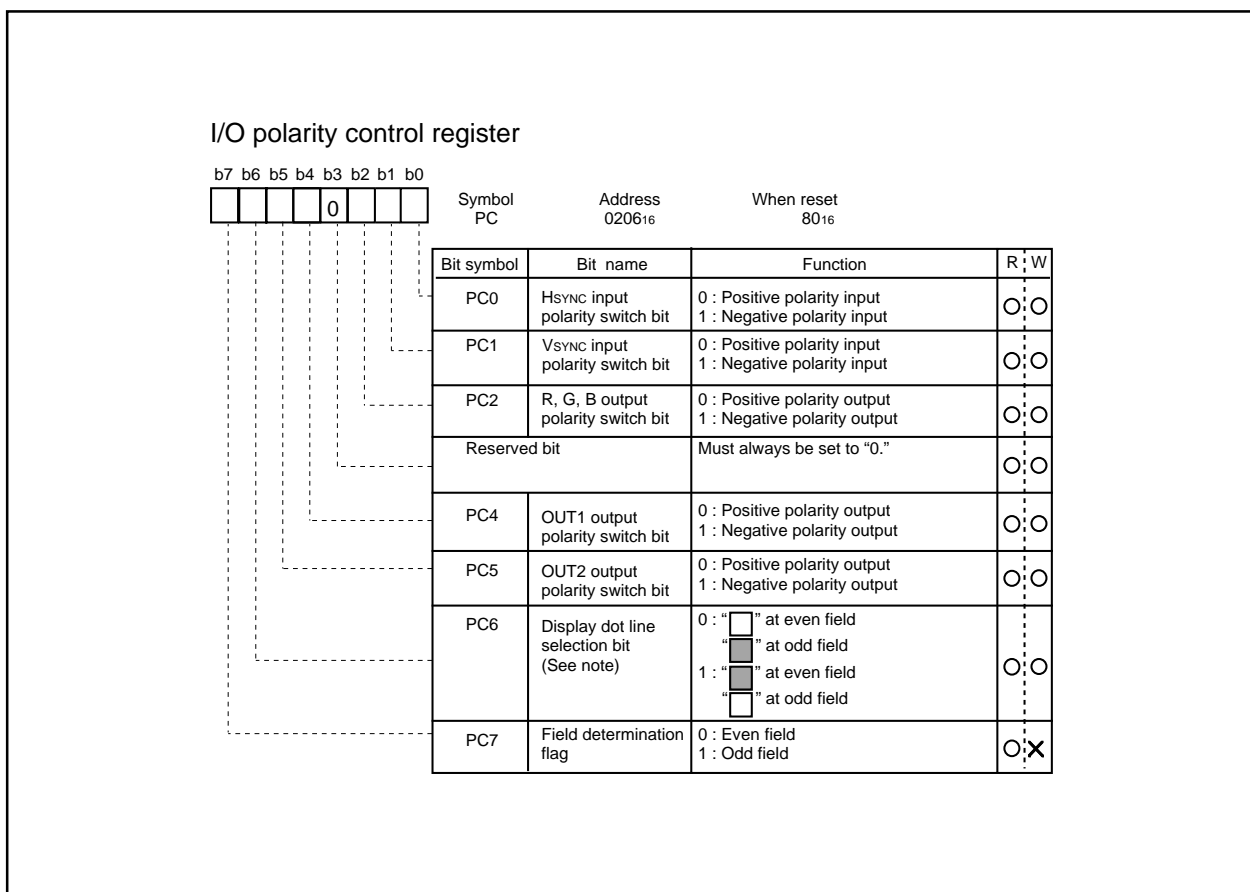 I/O polarity control register
b7 b6 b5 b4 b3 b2 b1 b0
0
Symbol Address When reset
PC 0206₁₆ 80₁₆
Bit symbol Bit name Function R W
PC0 HSYNC input 0 : Positive polarity input
polarity switch bit 1 : Negative polarity input
PC1 VSYNC input 0 : Positive polarity input
polarity switch bit 1 : Negative polarity input
PC2 R, G, B output 0 : Positive polarity output
polarity switch bit 1 : Negative polarity output
Reserved bit Must always be set to “0.”
PC4 OUT1 output 0 : Positive polarity output
polarity switch bit 1 : Negative polarity output
PC5 OUT2 output 0 : Positive polarity output
polarity switch bit 1 : Negative polarity output
PC6 Display dot line 0 : “□” at even field
selection bit “■” at odd field
(See note) 1 : “■” at even field
“□” at odd field
PC7 Field determination 0 : Even field
flag 1 : Odd field